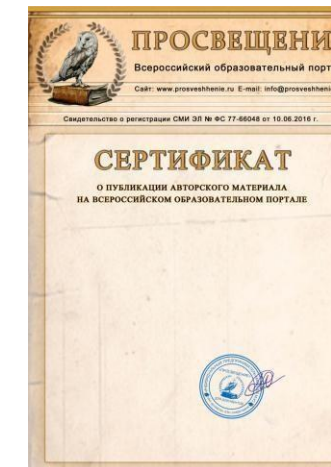 ПРОСВЕЩЕНИ
Всероссийский образовательный порт
Сайт: www.prosveshhenie.ru E-mail: info@prosveshheni
Свидетельство о регистрации СМИ ЭЛ № ФС 77-66048 от 10.06.2016 г.
СЕРТИФИКАТ
О ПУБЛИКАЦИИ АВТОРСКОГО МАТЕРИАЛА
НА ВСЕРОССИЙСКОМ ОБРАЗОВАТЕЛЬНОМ ПОРТАЛЕ